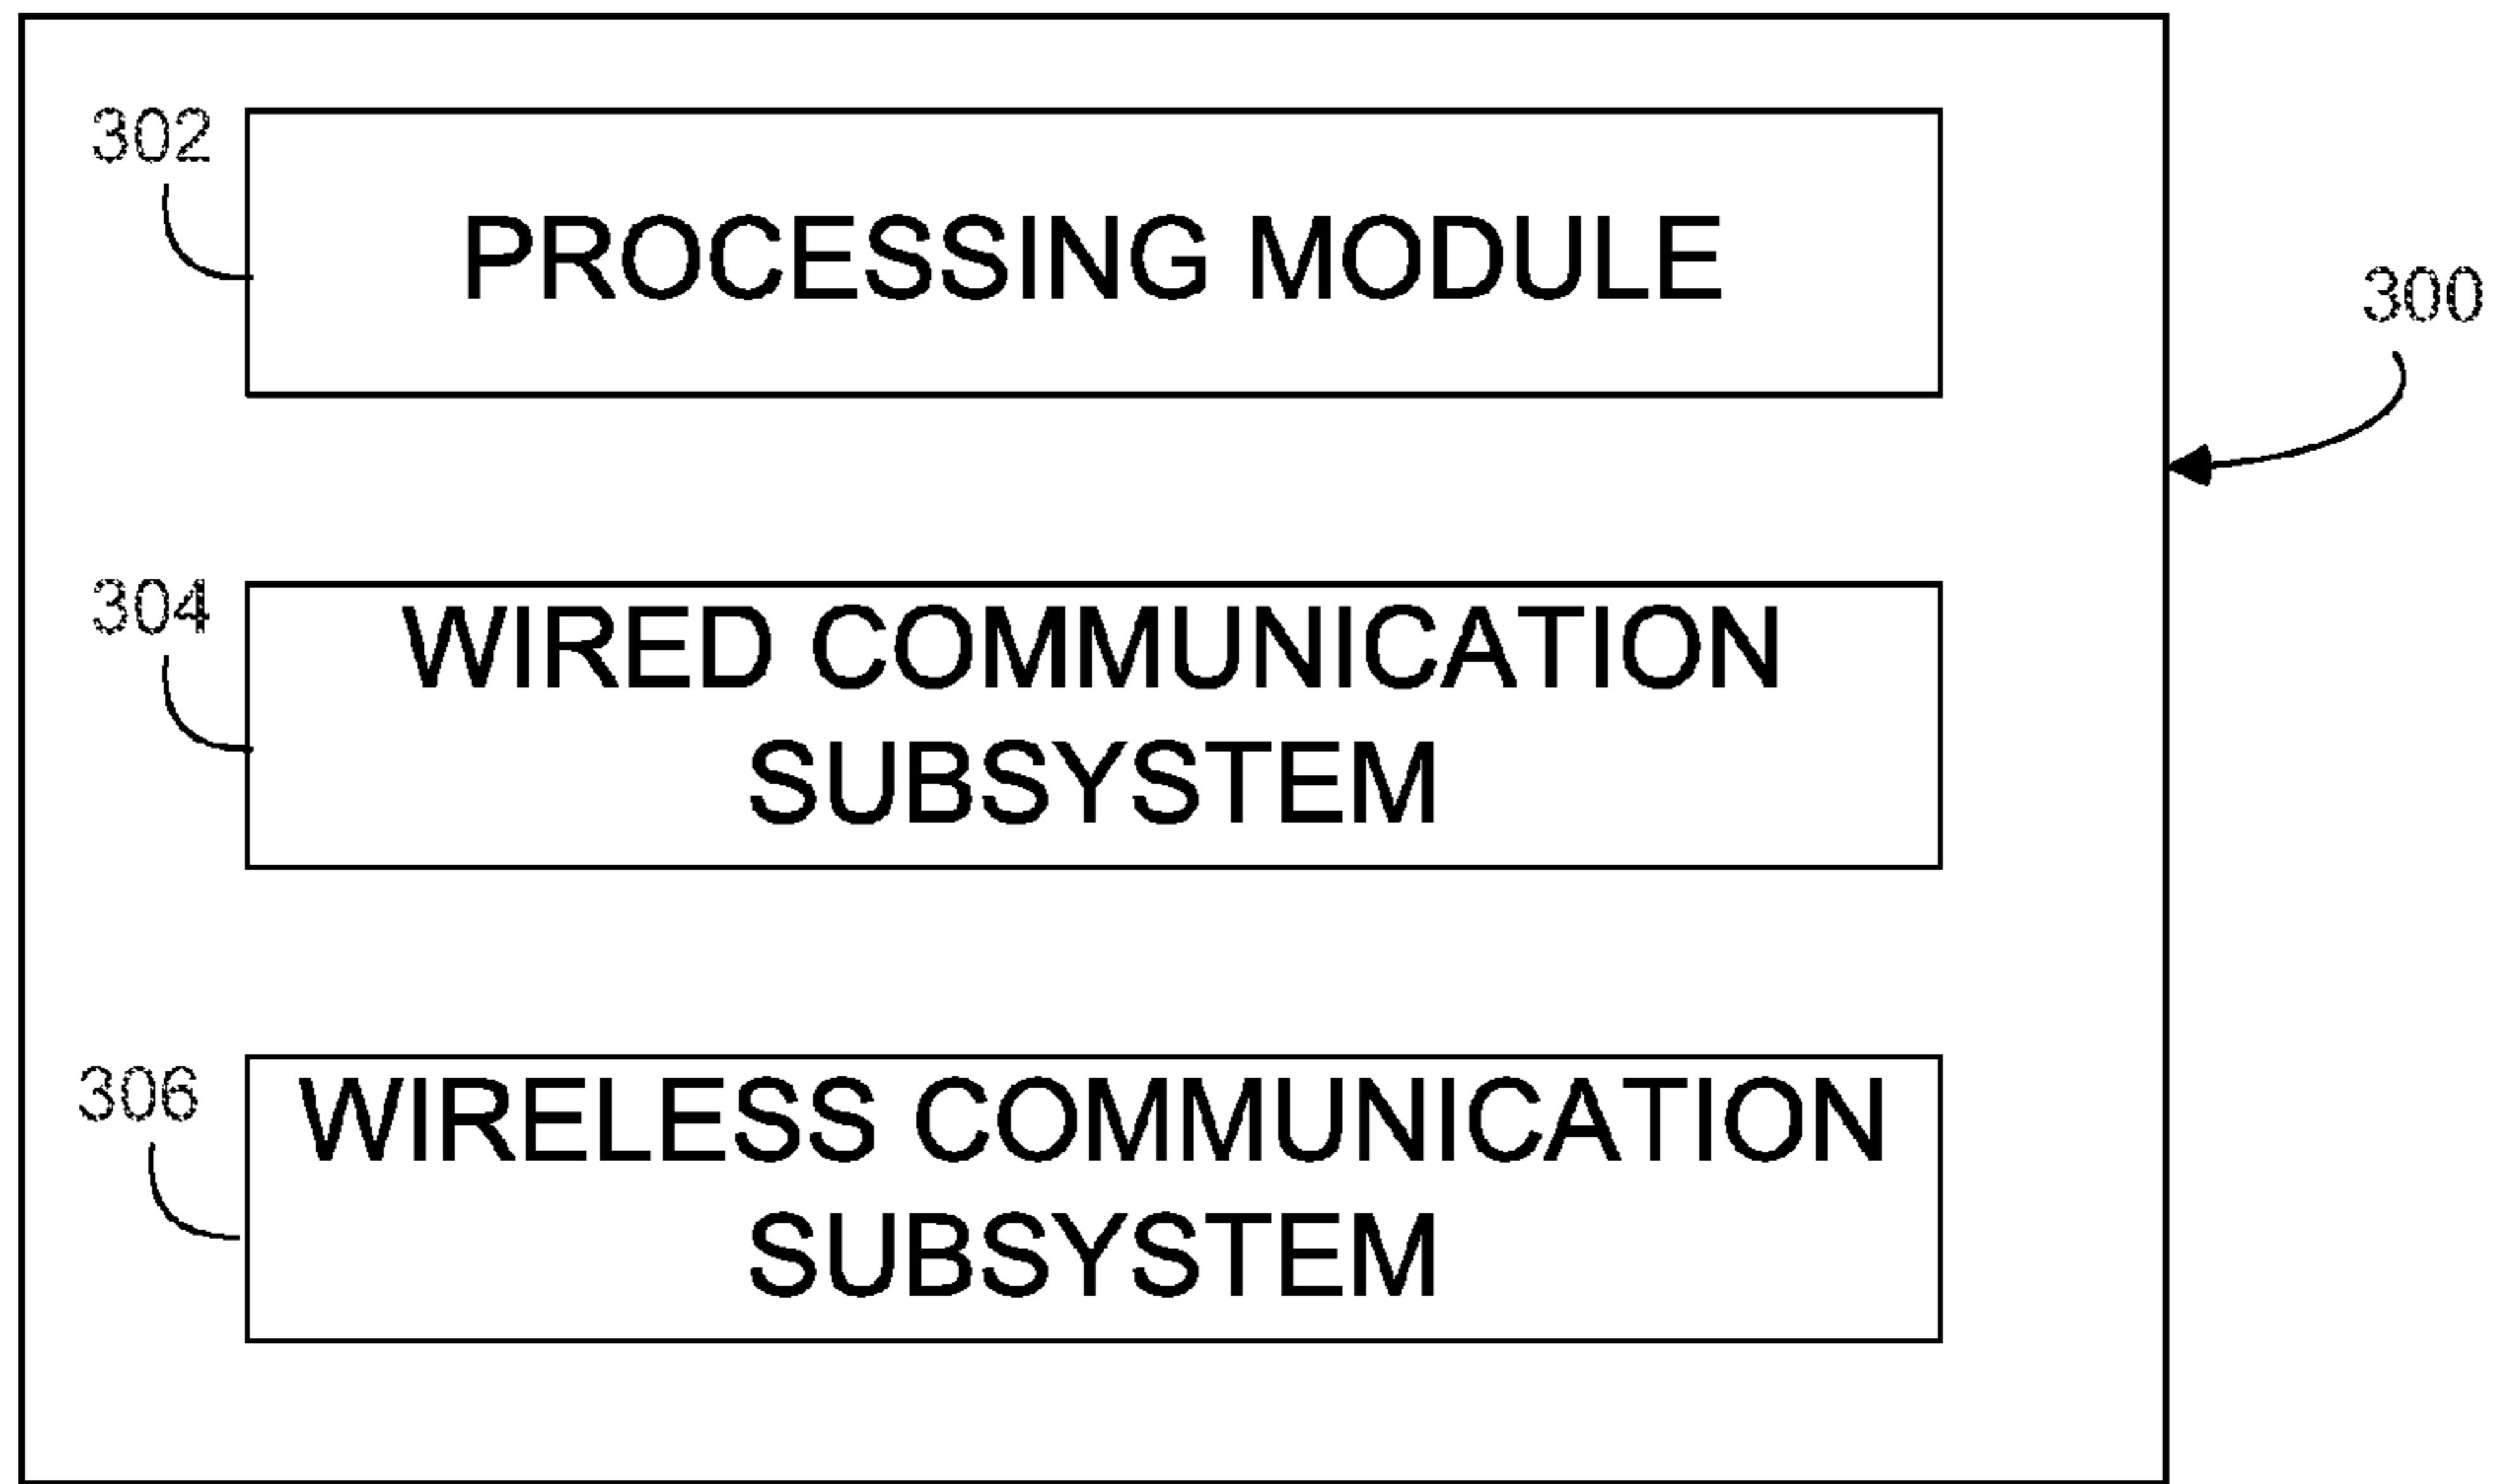 302
PROCESSING MODULE
300
304
WIRED COMMUNICATION
SUBSYSTEM
306
WIRELESS COMMUNICATION
SUBSYSTEM